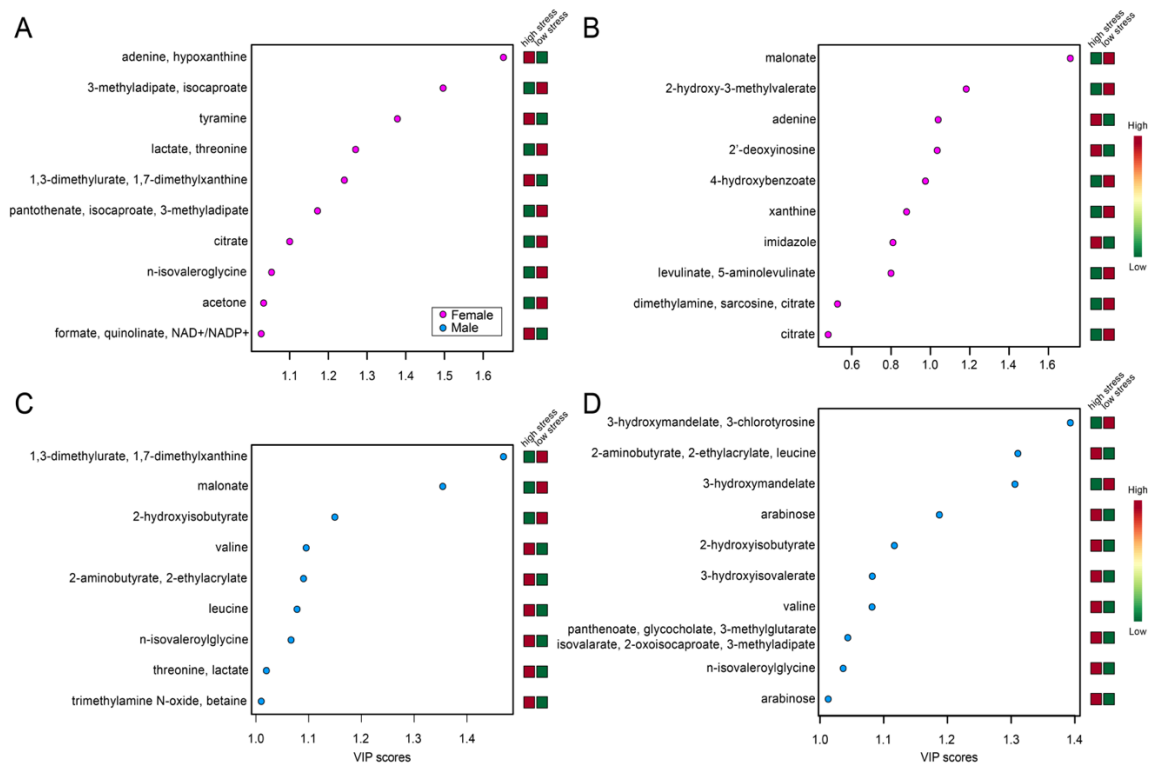 A
high stress
low stress
adenine, hypoxanthine
3-methyladipate, isocaproate
tyramine
lactate, threonine
1,3-dimethylurate, 1,7-dimethylxanthine
pantothenate, isocaproate, 3-methyladipate
citrate
n-isovaleroglycine
acetone
formate, quinolinate, NAD+/NADP+
Female
Male
1.1 1.2 1.3 1.4 1.5 1.6
B
high stress
low stress
malonate
2-hydroxy-3-methylvalerate
adenine
2'-deoxyinosine
4-hydroxybenzoate
xanthine
imidazole
levulinate, 5-aminolevulinate
dimethylamine, sarcosine, citrate
citrate
0.6 0.8 1.0 1.2 1.4 1.6
High
Low
C
high stress
low stress
1,3-dimethylurate, 1,7-dimethylxanthine
malonate
2-hydroxyisobutyrate
valine
2-aminobutyrate, 2-ethylacrylate
leucine
n-isovaleroylglycine
threonine, lactate
trimethylamine N-oxide, betaine
1.0 1.1 1.2 1.3 1.4
VIP scores
D
high stress
low stress
3-hydroxymandelate, 3-chlorotyrosine
2-aminobutyrate, 2-ethylacrylate, leucine
3-hydroxymandelate
arabinose
2-hydroxyisobutyrate
3-hydroxyisovalerate
valine
panthenoate, glycocholate, 3-methylglutarate
isovalarate, 2-oxoisocaproate, 3-methyladipate
n-isovaleroylglycine
arabinose
1.0 1.1 1.2 1.3 1.4
VIP scores
High
Low